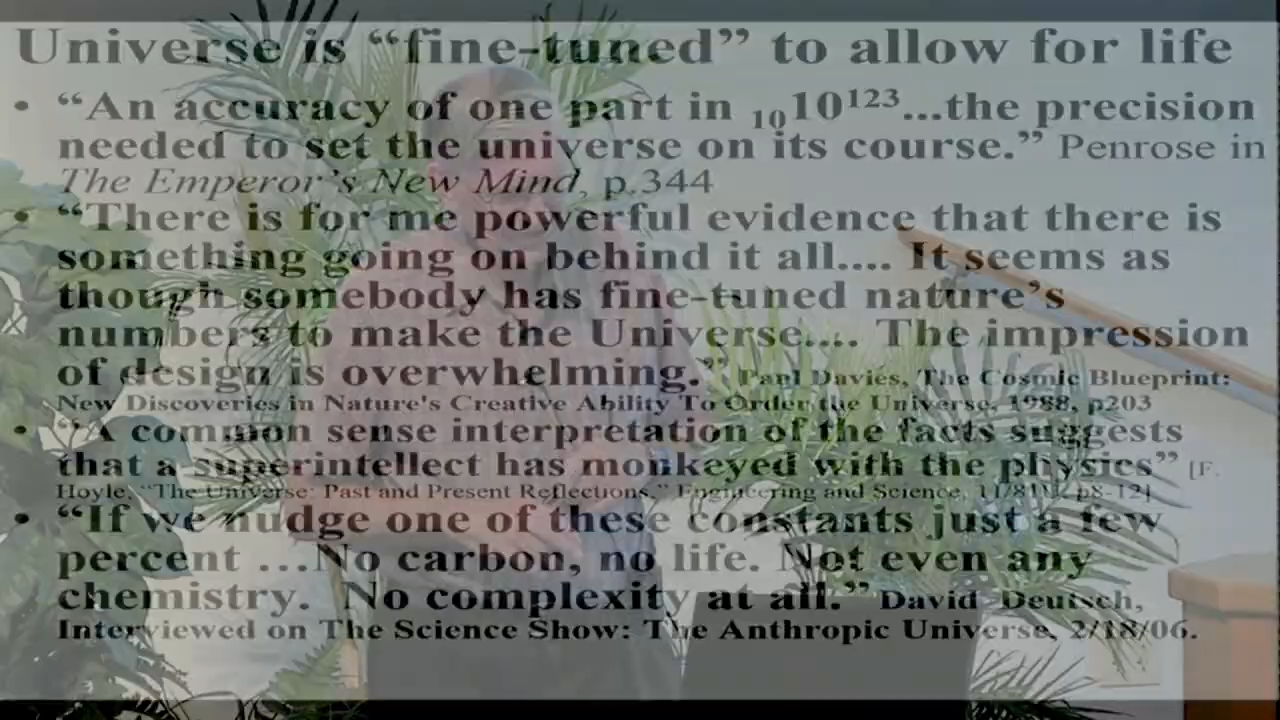 Universe is “fine-tuned” to allow for life
• “An accuracy of one part in 1010123...the precision
needed to set the universe on its course.” Penrose in
The Emperor’s New Mind, p.344
• “There is for me powerful evidence that there is
something going on behind it all.... It seems as
though somebody has fine-tuned nature’s
numbers to make the Universe.... The impression
of design is overwhelming.” Paul Davies, The Cosmic Blueprint:
New Discoveries in Nature's Creative Ability To Order the Universe, 1988, p203
• “A common sense interpretation of the facts suggests
that a superintellect has monkeyed with the physics” [F.
Hoyle, “The Universe: Past and Present Reflections,” Engineering and Science, p8-12]
• “If we nudge one of these constants just a few
percent ...No carbon, no life. Not even any
chemistry. No complexity at all.” David Deutsch,
Interviewed on The Science Show: The Anthropic Universe, 2/18/06.